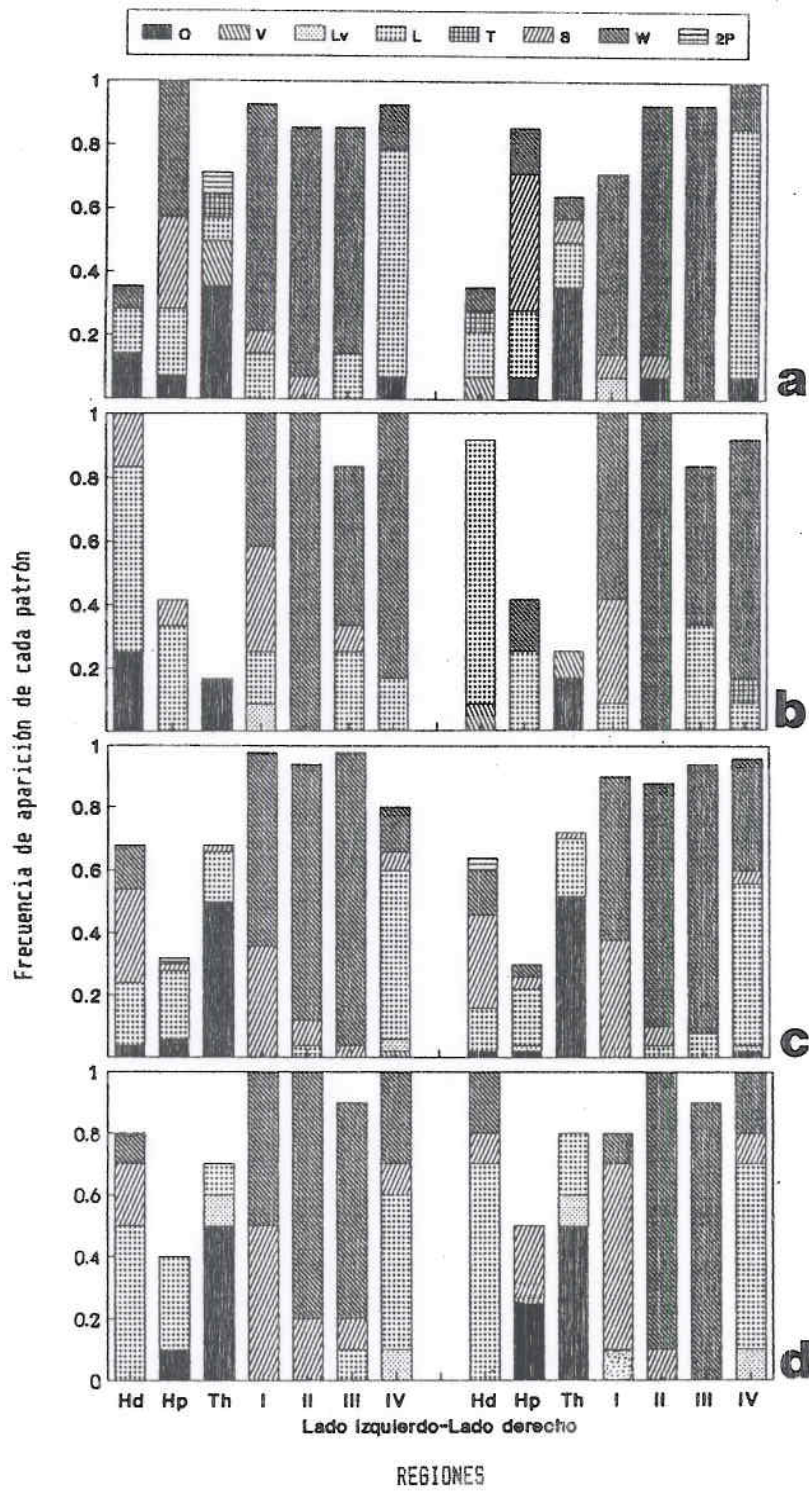 O V Lv L T S W 2P
1
0.8
0.6
0.4
0.2
a
1
0.8
0.6
0.4
0.2
b
1
0.8
0.6
0.4
0.2
c
1
0.8
0.6
0.4
0.2
0
d
Frecuencia de aparición de cada patrón
Hd Hp Th I II III IV Hd Hp Th I II III IV
Lado izquierdo-Lado derecho
REGIONES